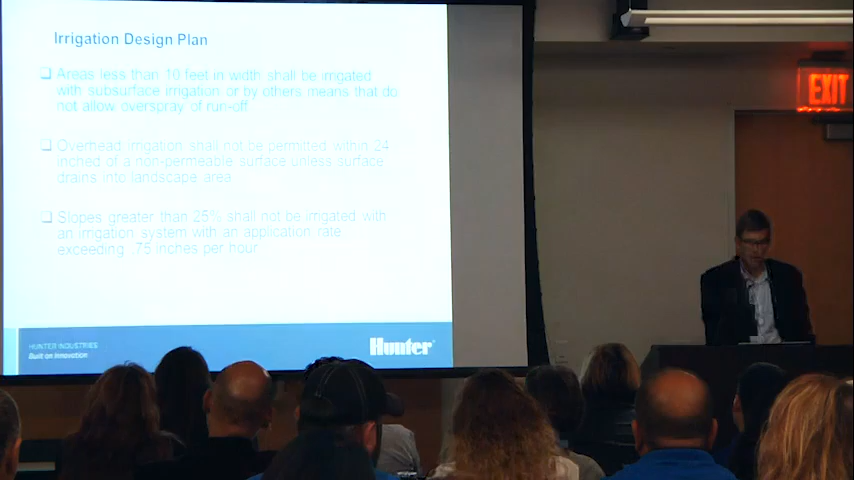 Irrigation Design Plan
Areas less than 10 feet in width shall be irrigated
with subsurface irrigation or by others means that do
not allow overspray of run-off
Overhead irrigation shall not be permitted within 24
inched of a non-permeable surface unless surface
drains into landscape area.
Slopes greater than 25% shall not be irrigated with
an irrigation system with an application rate
exceeding .75 inches per hour
HUNTER INDUSTRIES
Built on Innovation
Hunter
EXIT